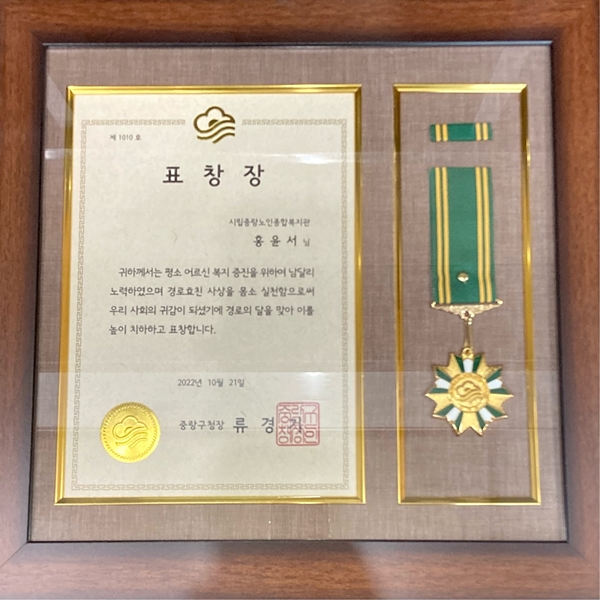 제 1010 호
표 창 장
시립중랑노인종합복지관
홍 윤 서 님
귀하께서는 평소 어르신 복지 증진을 위하여 남달리
노력하였으며 경로효친 사상을 몸소 실천함으로써
우리 사회의 귀감이 되셨기에 경로의 달을 맞아 이를
높이 치하하고 표창합니다.
2022년 10월 21일
중랑구청장 류 경 기